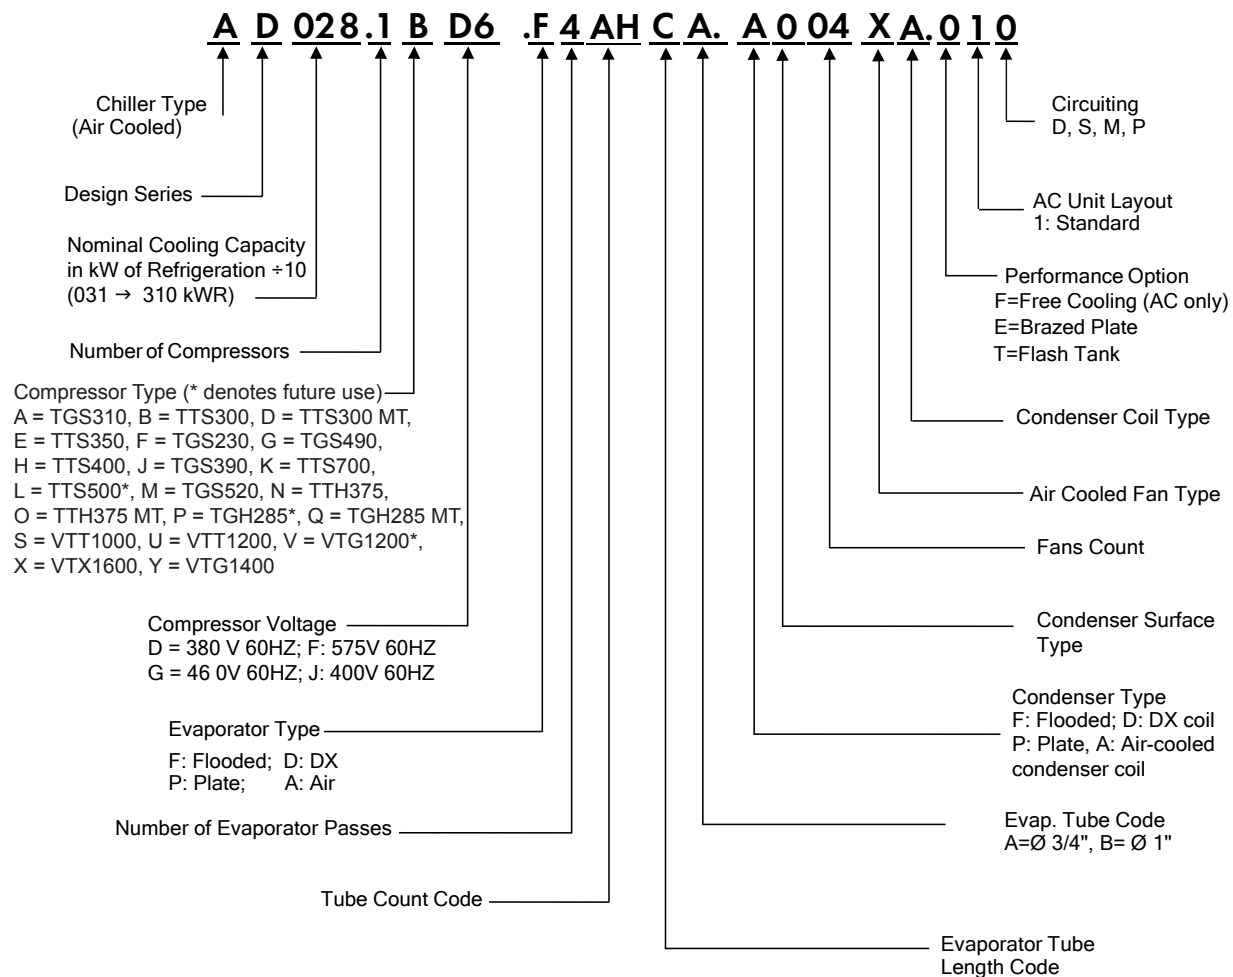 A D 028.1 B D6 .F 4 AH C A. A 0 04 X A.0 1 0
Chiller Type
(Air Cooled)
Design Series
Nominal Cooling Capacity
in kW of Refrigeration ÷10
(031 → 310 kWR)
Number of Compressors
Compressor Type (* denotes future use)
A = TGS310, B = TTS300, D = TTS300 MT,
E = TTS350, F = TGS230, G = TGS490,
H = TTS400, J = TGS390, K = TTS700,
L = TTS500*, M = TGS520, N = TTH375,
O = TTH375 MT, P = TGH285*, Q = TGH285 MT,
S = VTT1000, U = VTT1200, V = VTG1200*,
X = VTX1600, Y = VTG1400
Compressor Voltage
D = 380 V 60HZ; F: 575V 60HZ
G = 46 0V 60HZ; J: 400V 60HZ
Evaporator Type
F: Flooded; D: DX
P: Plate; A: Air
Number of Evaporator Passes
Tube Count Code
Circuiting
D, S, M, P
AC Unit Layout
1: Standard
Performance Option
F=Free Cooling (AC only)
E=Brazed Plate
T=Flash Tank
Condenser Coil Type
Air Cooled Fan Type
Fans Count
Condenser Surface
Type
Condenser Type
F: Flooded; D: DX coil
P: Plate, A: Air-cooled
condenser coil
Evap. Tube Code
A=Ø 3/4", B= Ø 1"
Evaporator Tube
Length Code